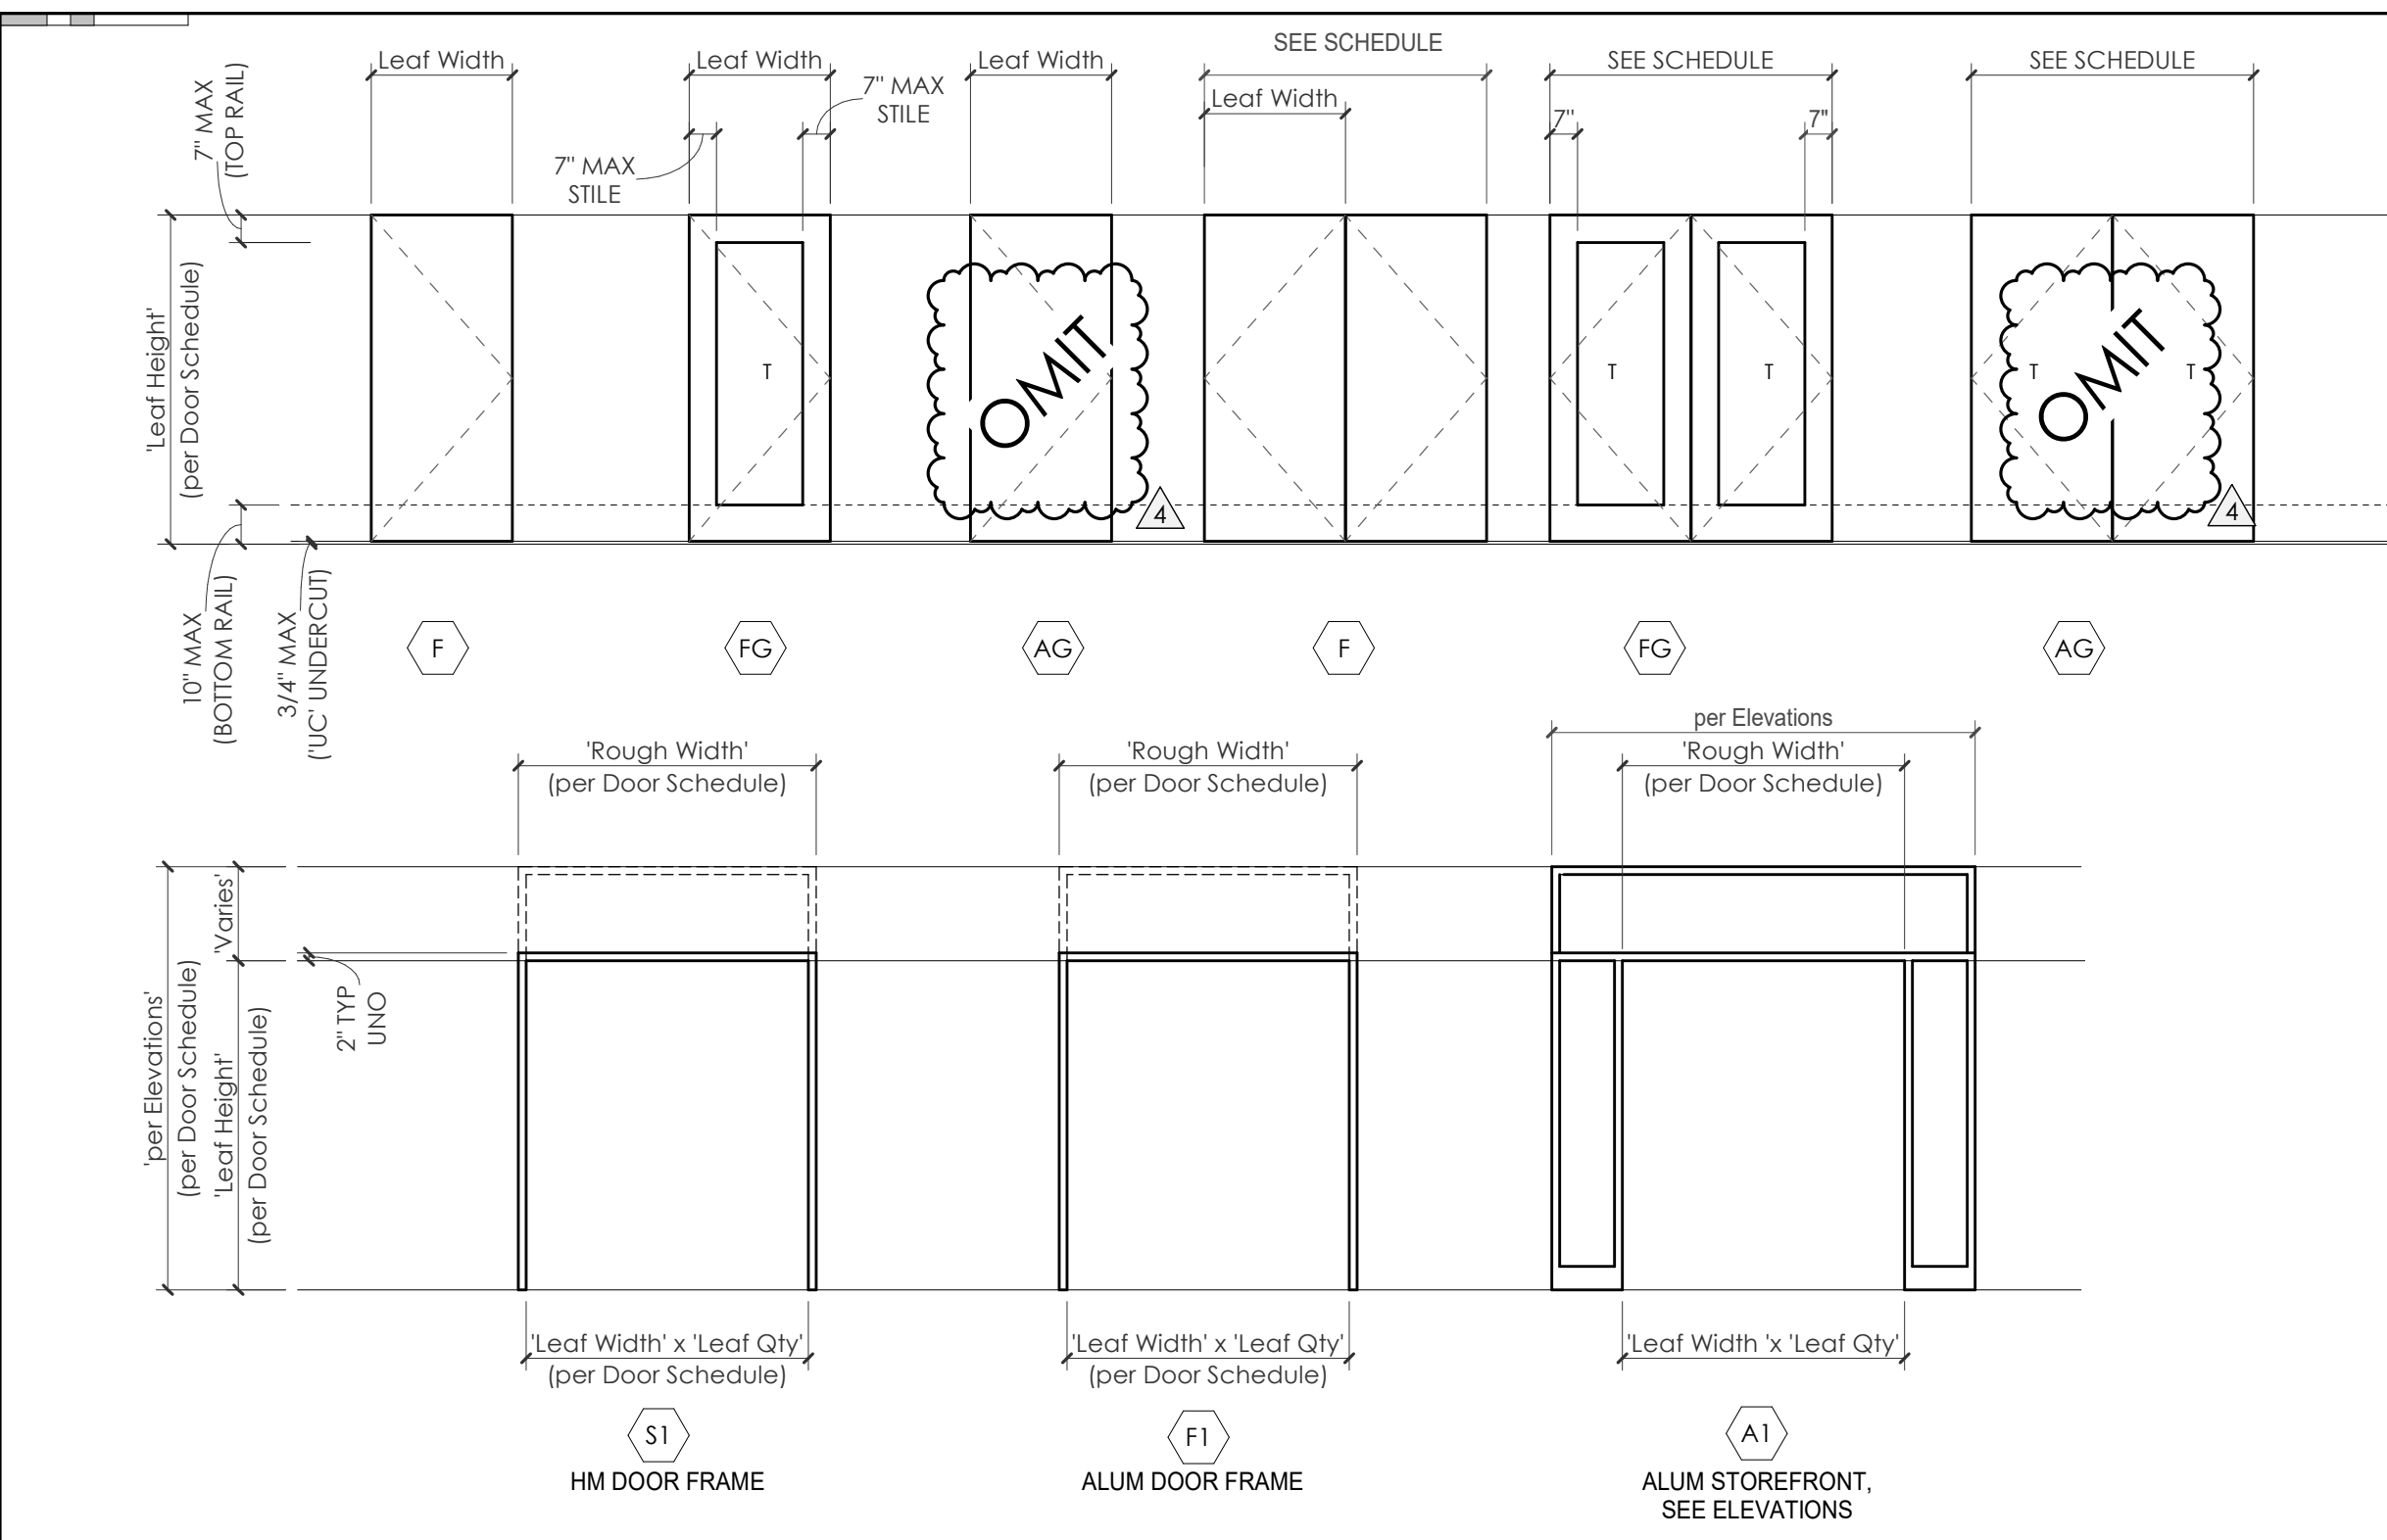 SEE SCHEDULE
Leaf Width
Leaf Width
Leaf Width
SEE SCHEDULE
SEE SCHEDULE
7" MAX
(TOP RAIL)
7" MAX
STILE
Leaf Width
7"
7"
7" MAX
STILE
'Leaf Height'
(per Door Schedule)
T
T
T
T
T
OMIT
OMIT
4
4
10" MAX
(BOTTOM RAIL)
3/4" MAX
('UC' UNDERCUT)
F
FG
AG
F
FG
AG
per Elevations
'Rough Width'
(per Door Schedule)
'Rough Width'
(per Door Schedule)
'Rough Width'
(per Door Schedule)
'per Elevations'
(per Door Schedule)
'Varies'
'Leaf Height'
(per Door Schedule)
2" TYP
UNO
'Leaf Width' x 'Leaf Qty'
(per Door Schedule)
'Leaf Width' x 'Leaf Qty'
(per Door Schedule)
'Leaf Width 'x 'Leaf Qty'
S1
HM DOOR FRAME
F1
ALUM DOOR FRAME
A1
ALUM STOREFRONT,
SEE ELEVATIONS